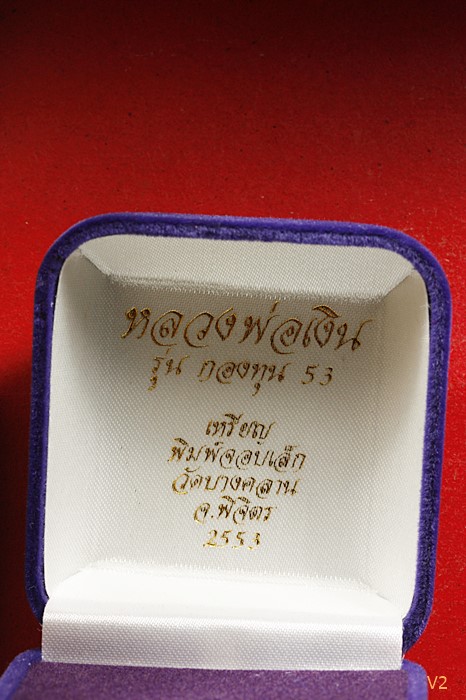 หลวงพ่อเงิน
รุ่น กองทุน 53
เหรียญ
พิมพ์จอบเล็ก
วัดบางคลาน
จ.พิจิตร
2553
V2